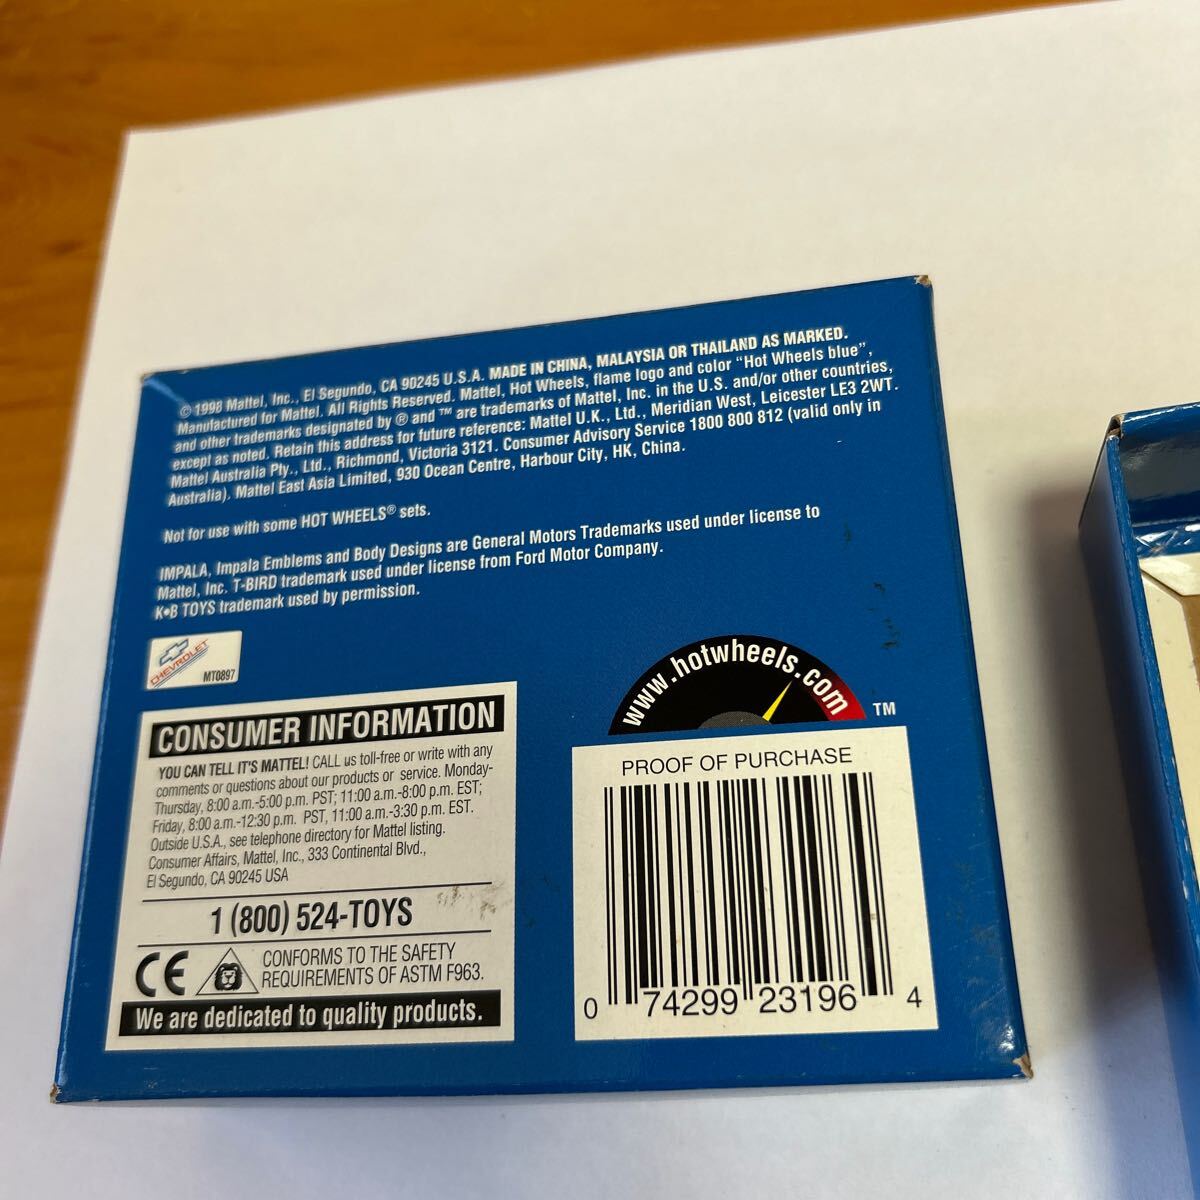 © 1998 Mattel, Inc., El Segundo, CA 90245 U.S.A. MADE IN CHINA, MALAYSIA OR THAILAND AS MARKED.
Manufactured for Mattel. All Rights Reserved. Mattel, Hot Wheels, flame logo and color “Hot Wheels blue”,
and other trademarks designated by ® and ™ are trademarks of Mattel, Inc. in the U.S. and/or other countries,
except as noted. Retain this address for future reference: Mattel U.K., Ltd., Meridian West, Leicester LE3 2WT.
Mattel Australia Pty., Ltd., Richmond, Victoria 3121. Consumer Advisory Service 1800 800 812 (valid only in
Australia). Mattel East Asia Limited, 930 Ocean Centre, Harbour City, HK, China.
Not for use with some HOT WHEELS® sets.
IMPALA, Impala Emblems and Body Designs are General Motors Trademarks used under license to
Mattel, Inc. T-BIRD trademark used under license from Ford Motor Company.
K•B TOYS trademark used by permission.
CHEVROLET
MT0897
www.hotwheels.com
TM
CONSUMER INFORMATION
YOU CAN TELL IT'S MATTEL! CALL us toll-free or write with any
comments or questions about our products or service. Monday-
Thursday, 8:00 a.m.-5:00 p.m. PST; 11:00 a.m.-8:00 p.m. EST;
Friday, 8:00 a.m.-12:30 p.m. PST, 11:00 a.m.-3:30 p.m. EST.
Outside U.S.A., see telephone directory for Mattel listing.
Consumer Affairs, Mattel, Inc., 333 Continental Blvd.,
El Segundo, CA 90245 USA
1 (800) 524-TOYS
CE
CONFORMS TO THE SAFETY
REQUIREMENTS OF ASTM F963.
We are dedicated to quality products.
PROOF OF PURCHASE
0 74299 23196 4